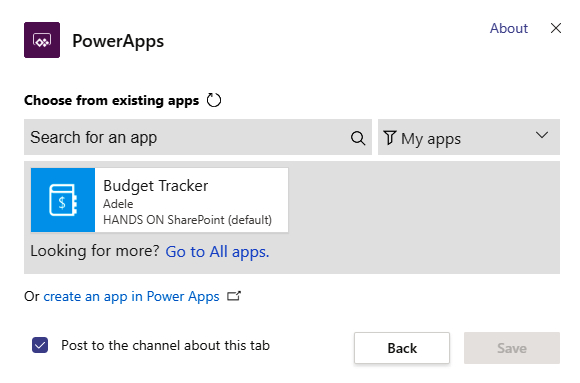 PowerApps
About
Choose from existing apps
Search for an app
My apps
$
Budget Tracker
Adele
HANDS ON SharePoint (default)
Looking for more? Go to All apps.
Or create an app in Power Apps
Post to the channel about this tab
Back
Save